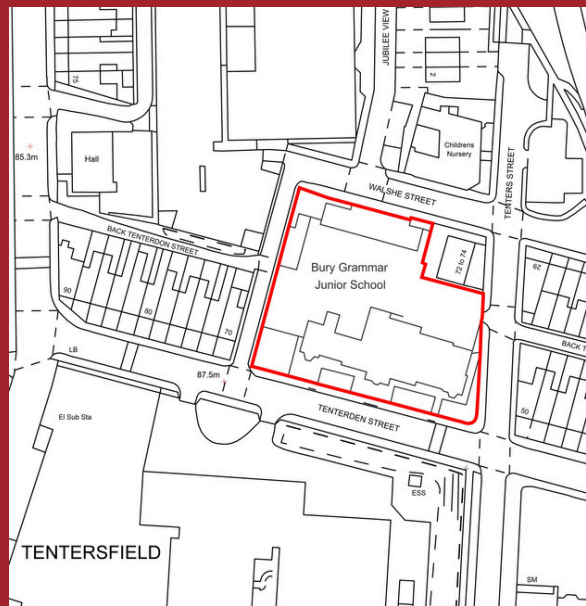 JUBILEE VIEW
75
2
Hall
85.3m
Childrens
Nursery
TENTERS STREET
WALSHE STREET
BACK TENTERDON STREET
72 to 74
29
Bury Grammar
Junior School
90
80
70
BACK T
LB
87.5m
50
El Sub Sta
TENTERDEN STREET
ESS
TENTERSFIELD
SM